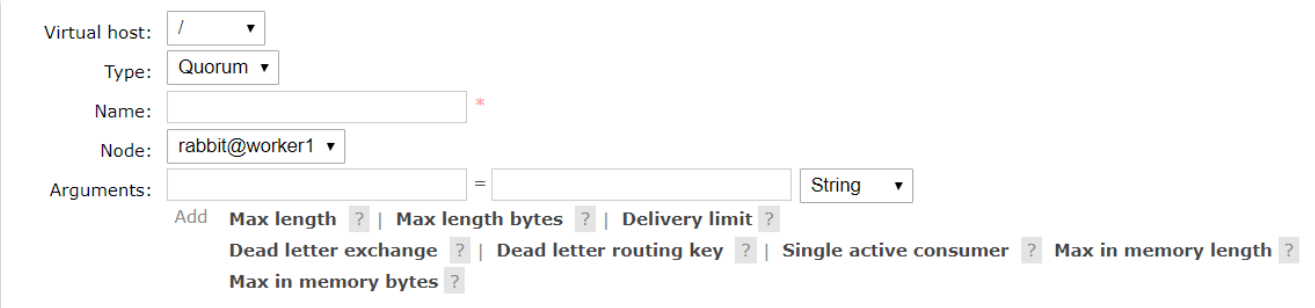 Virtual host: / ▼
Type: Quorum ▼
Name: *
Node: rabbit@worker1 ▼
Arguments: = String ▼
Add Max length ? | Max length bytes ? | Delivery limit ?
Dead letter exchange ? | Dead letter routing key ? | Single active consumer ? Max in memory length ?
Max in memory bytes ?